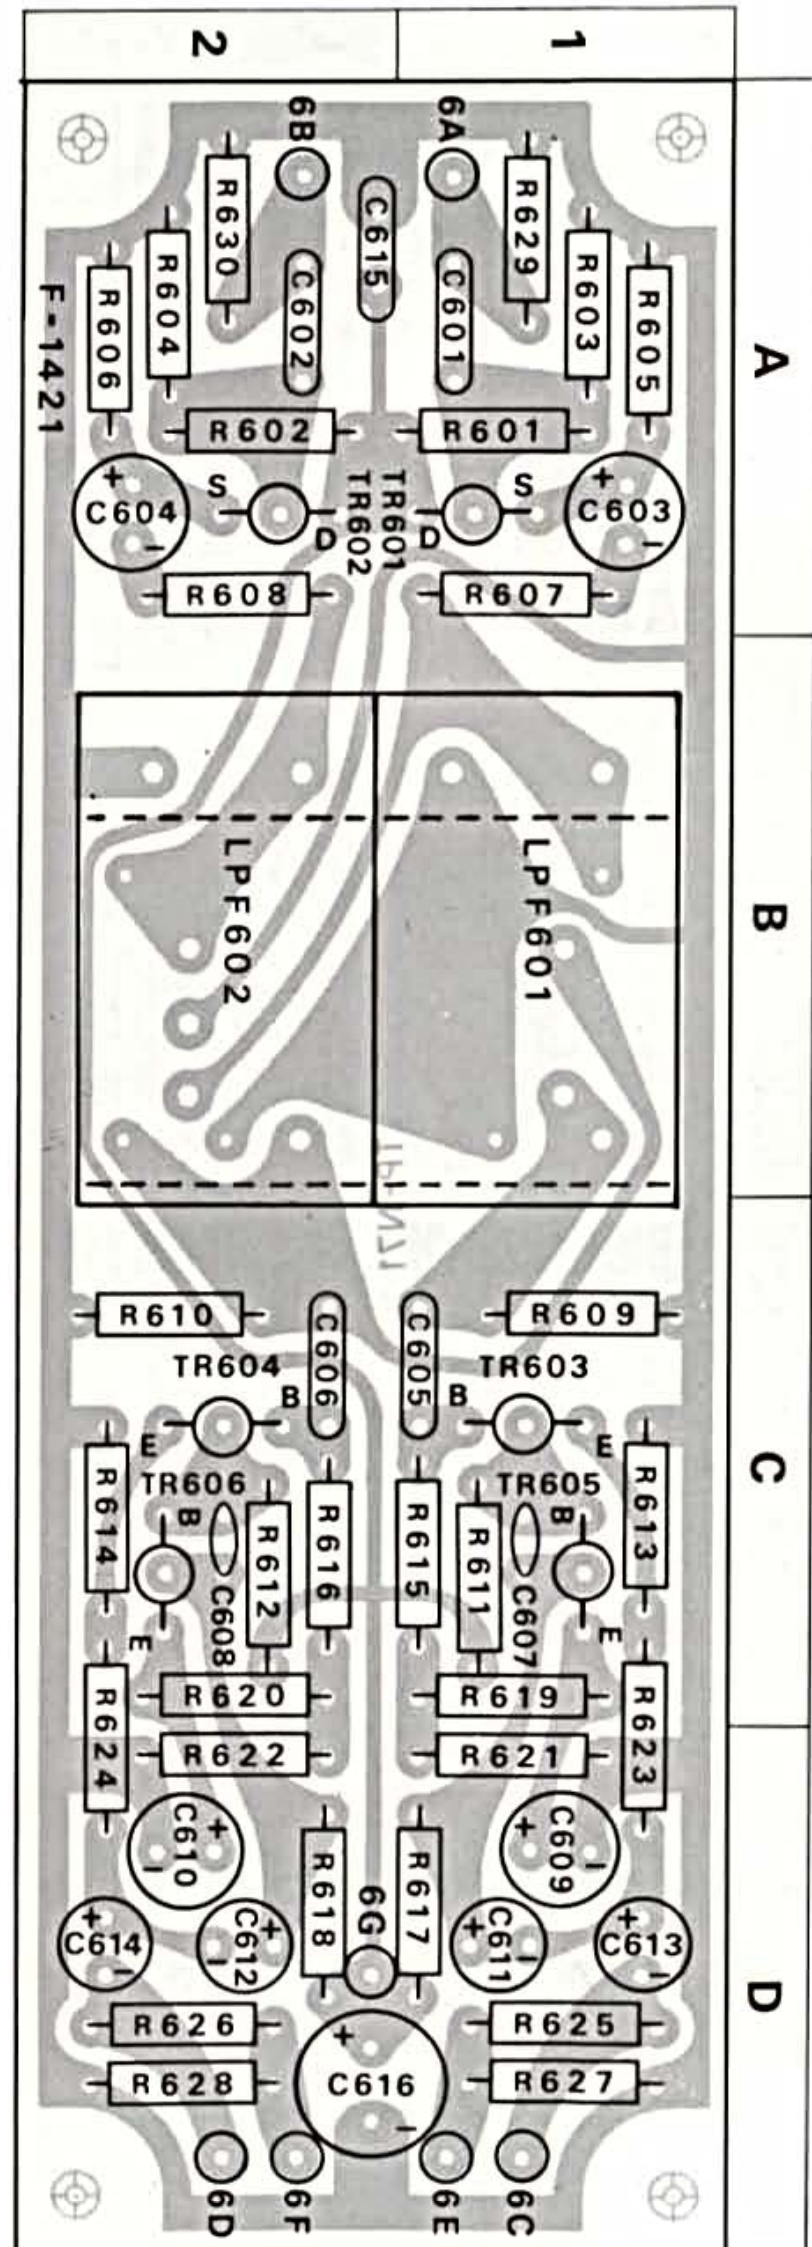 2 1
6B 6A
R630 R629
C615
R604 R603
R606 R605
C602 C601
F-1421
A
R602 R601
S S
+ +
C604 C603
- -
TR602 TR601
D D
R608 R607
LPF602 LPF601
B
R610 R609
C606 C605
TR604 TR603
B B
E E
TR606 TR605
R614 R613
B B
R612 R616 R615 R611
C608 C607
C
E E
R620 R619
R624 R623
R622 R621
C610 C609
+ +
- -
R618 R617
6G
C614 C612 C611 C613
+ + + +
- - - -
D
R626 R625
+
R628 C616 R627
-
6D 6F 6E 6C